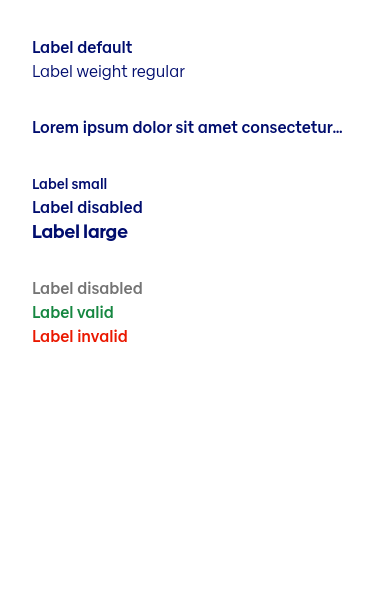 Label default
Label weight regular
Lorem ipsum dolor sit amet consectetur...
Label small
Label disabled
Label large
Label disabled
Label valid
Label invalid